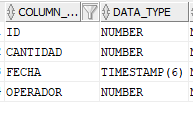 COLUMN_... DATA_TYPE
ID NUMBER
CANTIDAD NUMBER
FECHA TIMESTAMP(6)
OPERADOR NUMBER